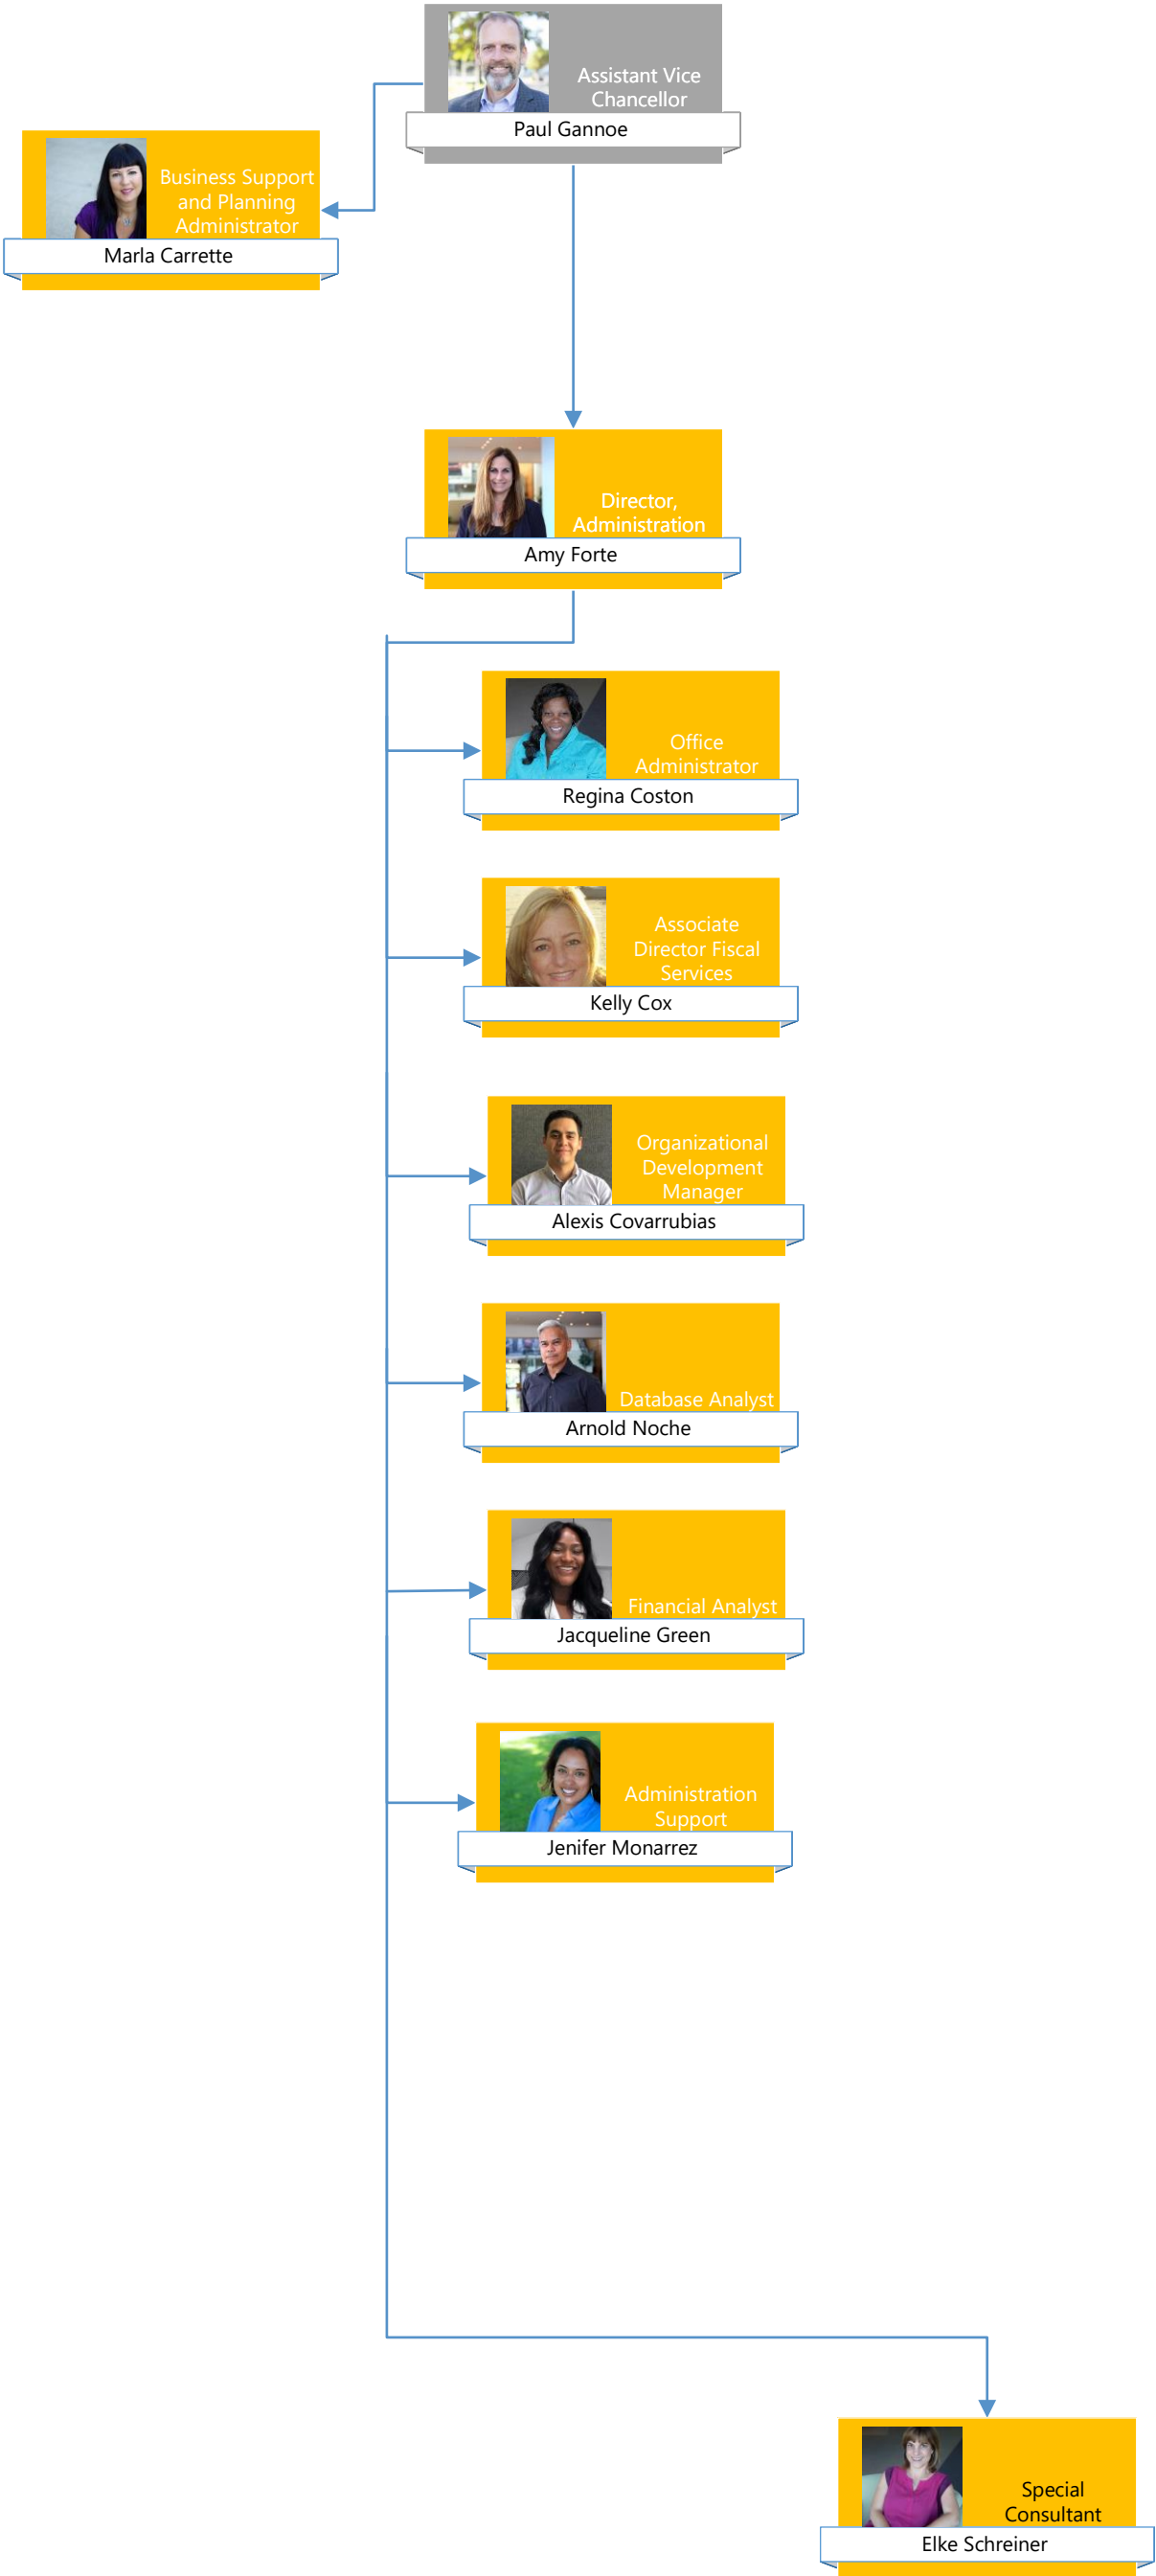 Assistant Vice
Chancellor
Paul Gannoe
Business Support
and Planning
Administrator
Marla Carrette
Director,
Administration
Amy Forte
Office
Administrator
Regina Coston
Associate
Director Fiscal
Services
Kelly Cox
Organizational
Development
Manager
Alexis Covarrubias
Database Analyst
Arnold Noche
Financial Analyst
Jacqueline Green
Administration
Support
Jenifer Monarrez
Special
Consultant
Elke Schreiner